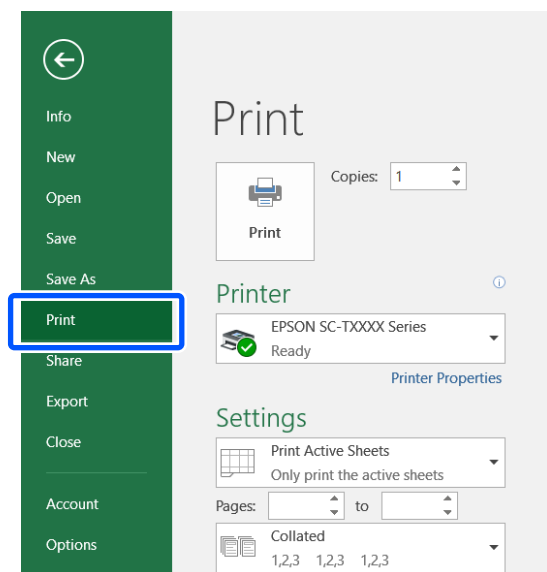 Info
New
Open
Save
Save As
Print
Share
Export
Close
Account
Options
Print
Copies: 1
Print
Printer
EPSON SC-TXXXX Series
Ready
Printer Properties
Settings
Print Active Sheets
Only print the active sheets
Pages: to
Collated
1,2,3 1,2,3 1,2,3